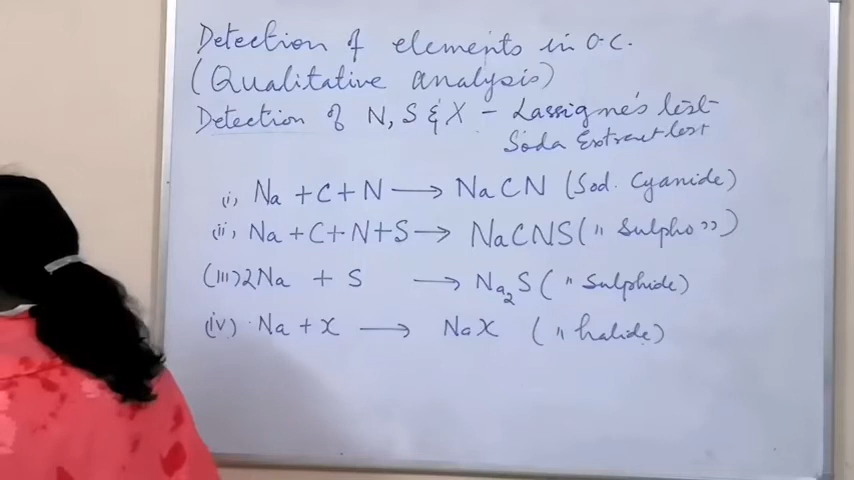 Detection of elements in O.C.
(Qualitative analysis)
Detection of N, S & X - Lassigne's test
Soda Extract test
(i) Na + C + N → NaCN (Sod. Cyanide)
(ii) Na + C + N + S → NaCNS (" Sulpho ")
(iii) 2Na + S → Na₂S (" Sulphide)
(iv) Na + X → NaX (" halide)